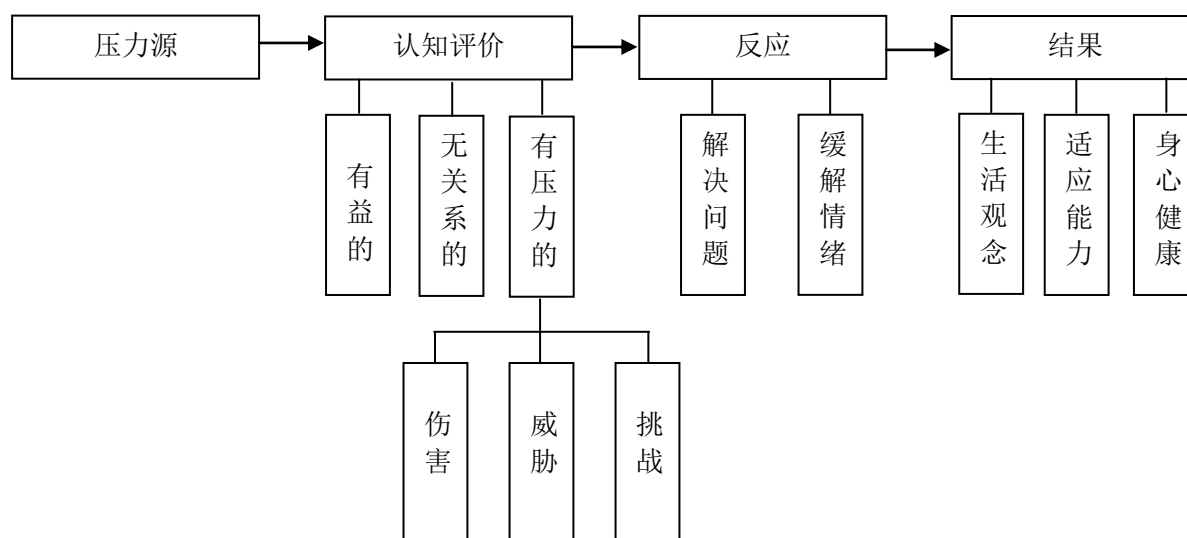 压力源
认知评价
反应
结果
有益的
无关系的
有压力的
解决问题
缓解情绪
生活观念
适应能力
身心健康
伤害
威胁
挑战